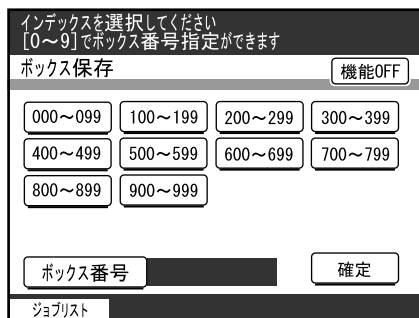 インデックスを選択してください
[0～9]でボックス番号指定ができます
ボックス保存 機能OFF
000～099 100～199 200～299 300～399
400～499 500～599 600～699 700～799
800～899 900～999
ボックス番号 確定
ジョブリスト